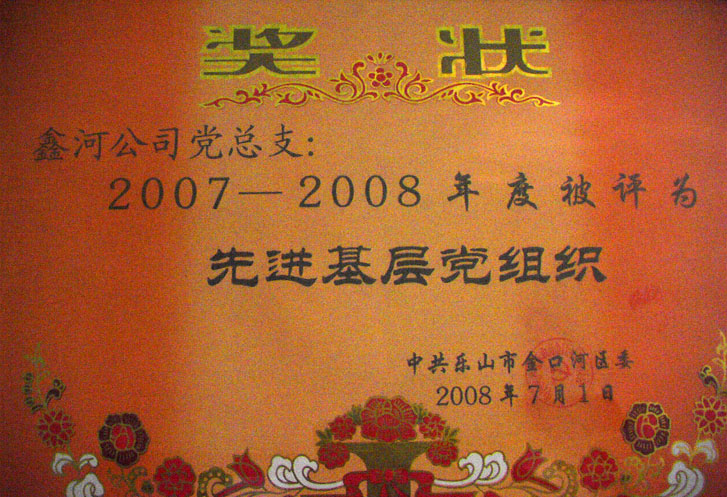 奖状
鑫河公司党总支:
2007—2008年度被评为
先进基层党组织
中共乐山市金口河区委
2008年7月1日